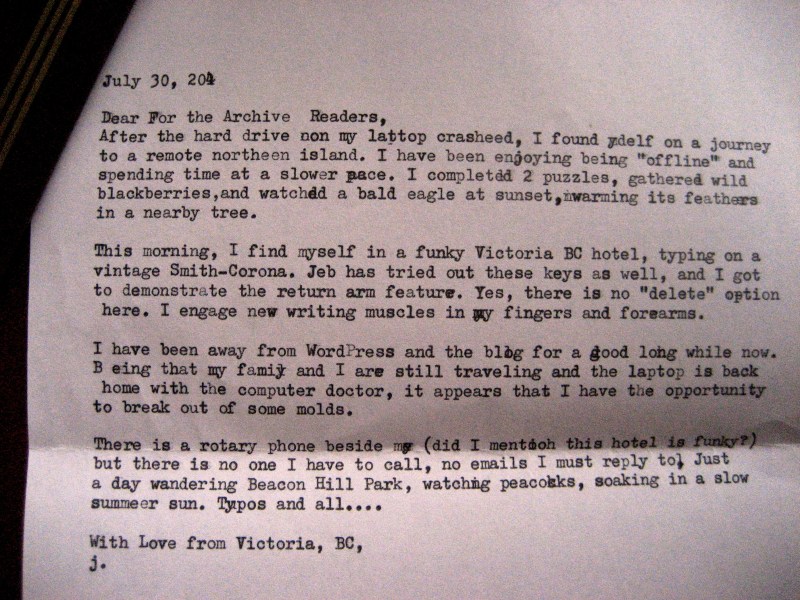 July 30, 204
Dear For the Archive Readers,
After the hard drive non my laptop crasheed, I found ydelf on a journey
to a remote northeen island. I have been enjoying being "offline" and
spending time at a slower pace. I completdd 2 puzzles, gathered wild
blackberries,and watchdd a bald eagle at sunset, warming its feathers
in a nearby tree.
This morning, I find myself in a funky Victoria BC hotel, typing on a
vintage Smith-Corona. Jeb has tried out these keys as well, and I got
to demonstrate the return arm feature. Yes, there is no "delete" option
here. I engage new writing muscles in my fingers and forearms.
I have been away from WordPress and the blog for a good long while now.
B eing that my famiy and I are still traveling and the laptop is back
home with the computer doctor, it appears that I have the opportunity
to break out of some molds.
There is a rotary phone beside me (did I mentioh this hotel is funky?)
but there is no one I have to call, no emails I must reply to. Just
a day wandering Beacon Hill Park, watching peacokks, soaking in a slow
summeer sun. Typos and all....
With Love from Victoria, BC,
j.